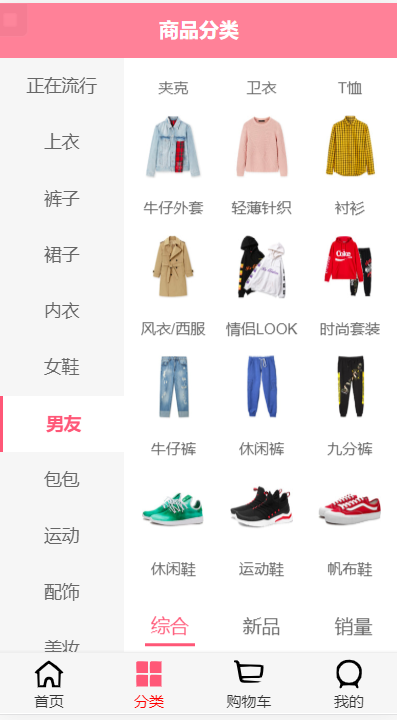 商品分类
正在流行
上衣
裤子
裙子
内衣
女鞋
男友
包包
运动
配饰
美妆
夹克 卫衣 T恤
牛仔外套 轻薄针织 衬衫
风衣/西服 情侣LOOK 时尚套装
牛仔裤 休闲裤 九分裤
休闲鞋 运动鞋 帆布鞋
综合 新品 销量
首页 分类 购物车 我的